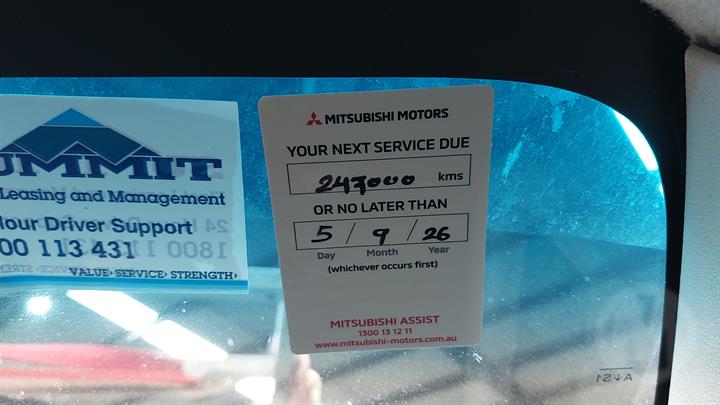 SUMMIT
Leasing and Management
Hour Driver Support
00 113 431
VALUE›SERVICE›STRENGTH›
MITSUBISHI MOTORS
YOUR NEXT SERVICE DUE
247000 kms
OR NO LATER THAN
5 / 9 / 26
Day Month Year
(whichever occurs first)
MITSUBISHI ASSIST
1300 13 12 11
www.mitsubishi-motors.com.au